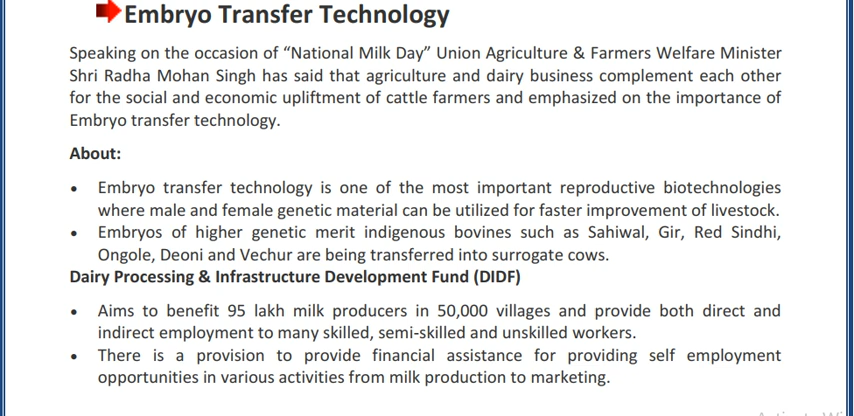 Embryo Transfer Technology
Speaking on the occasion of “National Milk Day” Union Agriculture & Farmers Welfare Minister
Shri Radha Mohan Singh has said that agriculture and dairy business complement each other
for the social and economic upliftment of cattle farmers and emphasized on the importance of
Embryo transfer technology.
About:
• Embryo transfer technology is one of the most important reproductive biotechnologies
where male and female genetic material can be utilized for faster improvement of livestock.
• Embryos of higher genetic merit indigenous bovines such as Sahiwal, Gir, Red Sindhi,
Ongole, Deoni and Vechur are being transferred into surrogate cows.
Dairy Processing & Infrastructure Development Fund (DIDF)
• Aims to benefit 95 lakh milk producers in 50,000 villages and provide both direct and
indirect employment to many skilled, semi-skilled and unskilled workers.
• There is a provision to provide financial assistance for providing self employment
opportunities in various activities from milk production to marketing.